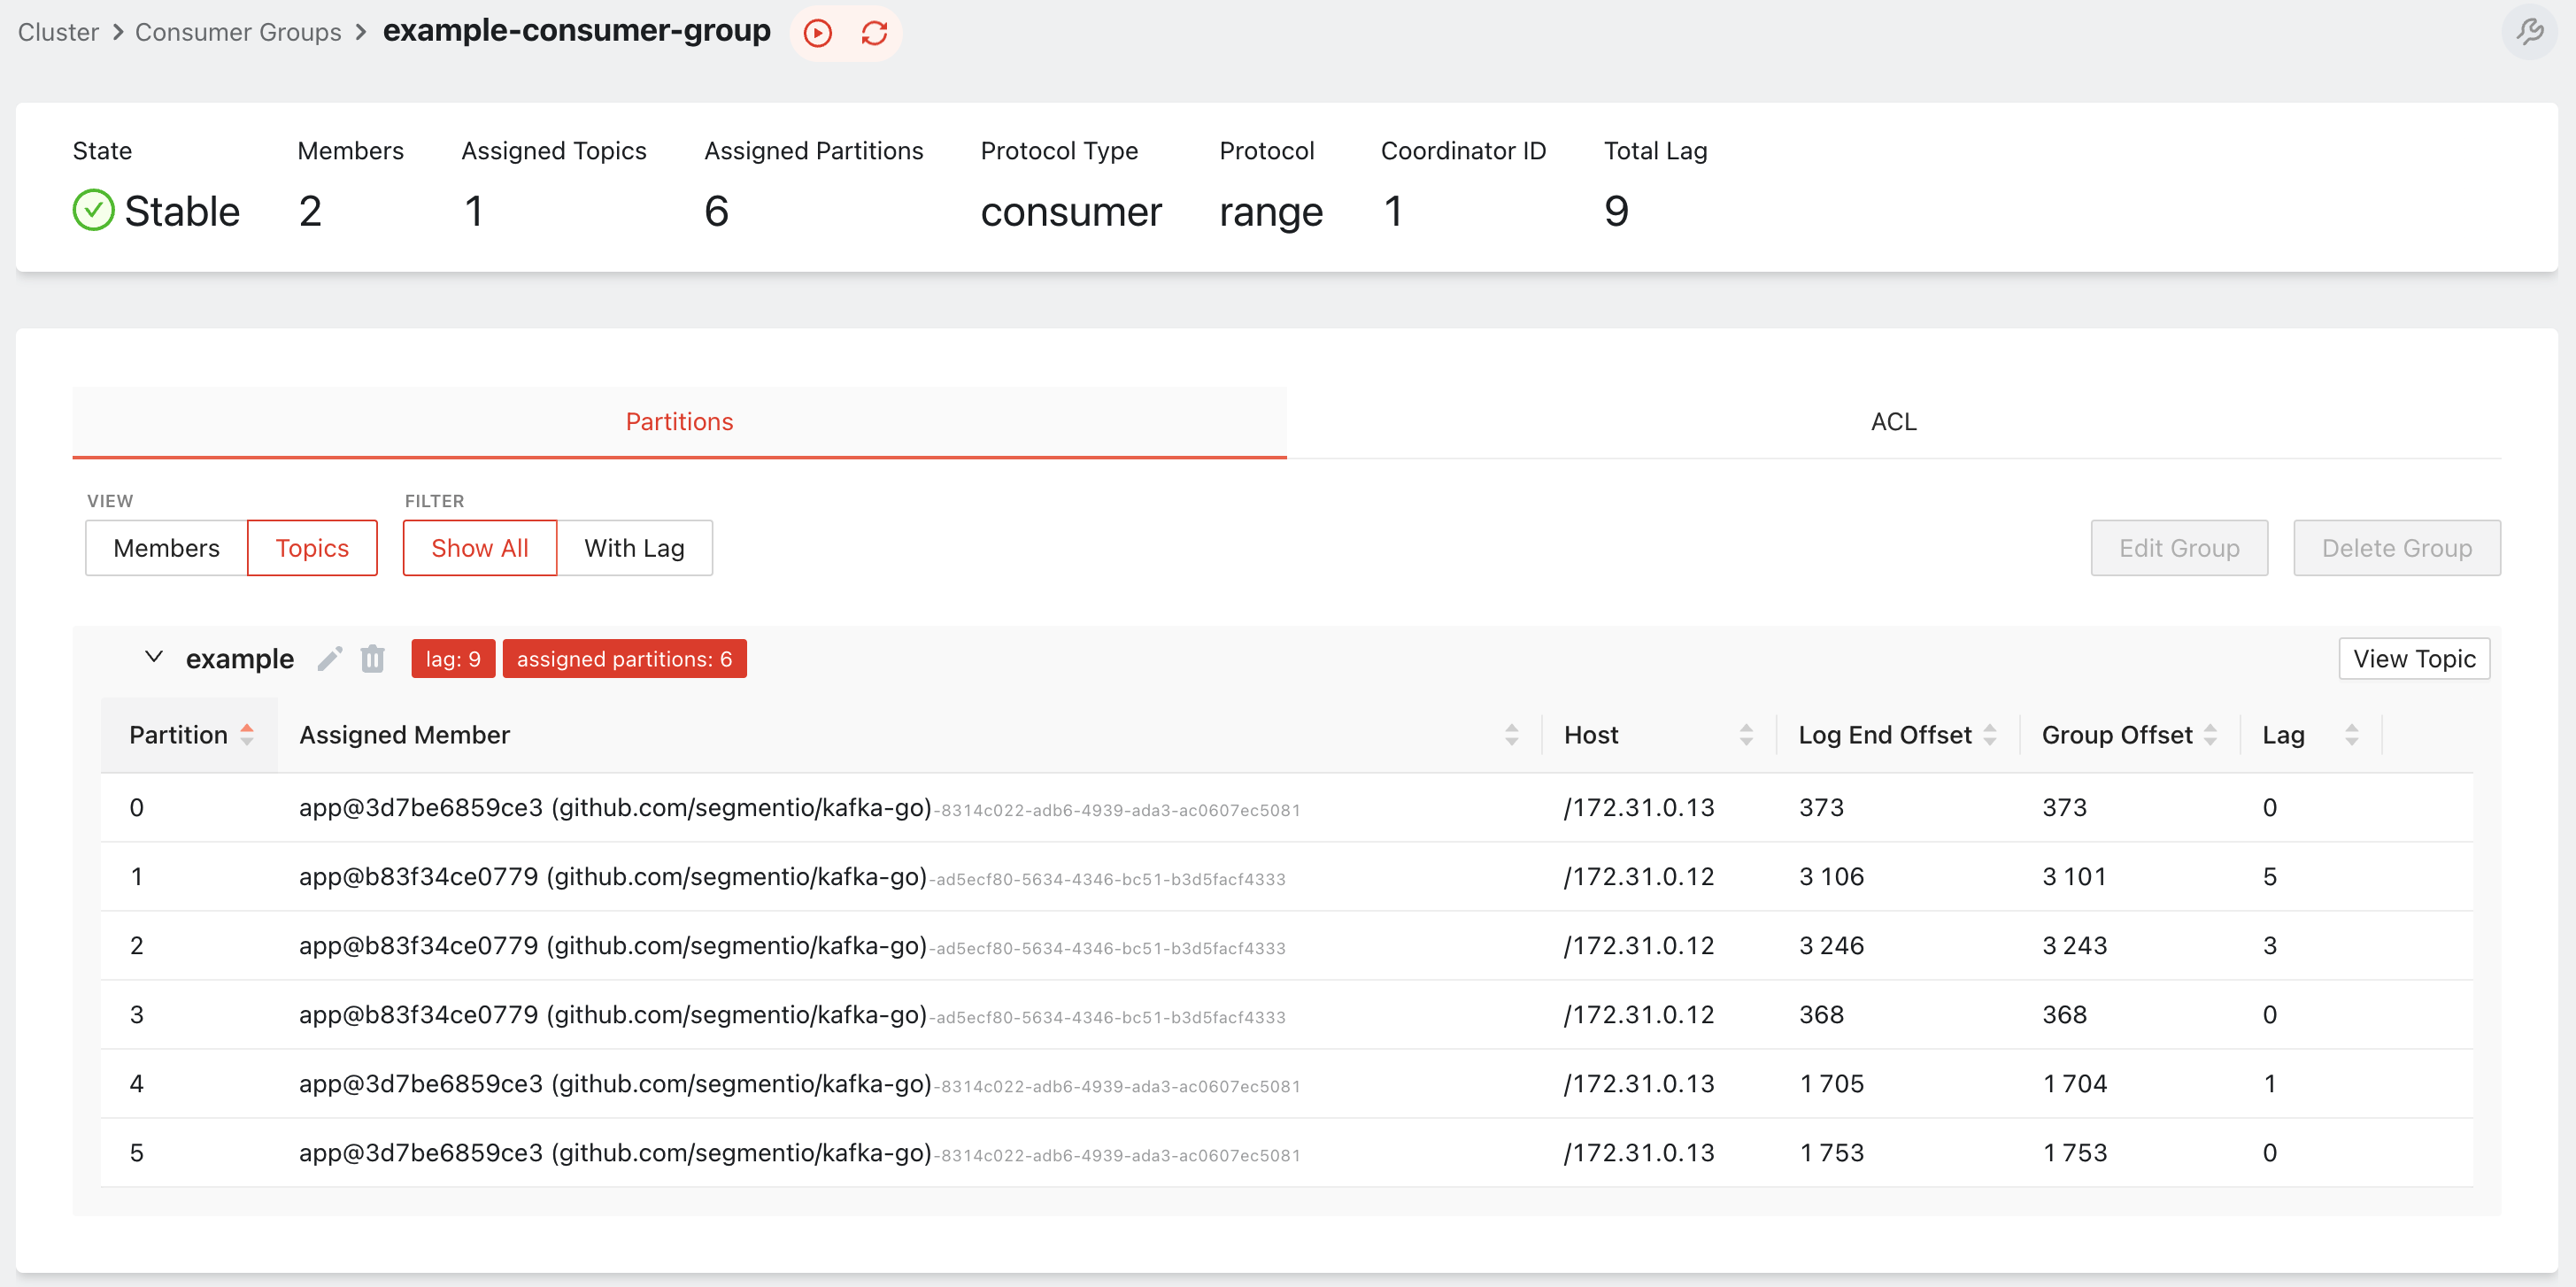 Cluster > Consumer Groups > example-consumer-group
State Members Assigned Topics Assigned Partitions Protocol Type Protocol Coordinator ID Total Lag
Stable 2 1 6 consumer range 1 9
Partitions ACL
VIEW FILTER
Members Topics Show All With Lag Edit Group Delete Group
example lag: 9 assigned partitions: 6 View Topic
Partition Assigned Member Host Log End Offset Group Offset Lag
0 app@3d7be6859ce3 (github.com/segmentio/kafka-go)-8314c022-adb6-4939-ada3-ac0607ec5081 /172.31.0.13 373 373 0
1 app@b83f34ce0779 (github.com/segmentio/kafka-go)-ad5ecf80-5634-4346-bc51-b3d5facf4333 /172.31.0.12 3 106 3 101 5
2 app@b83f34ce0779 (github.com/segmentio/kafka-go)-ad5ecf80-5634-4346-bc51-b3d5facf4333 /172.31.0.12 3 246 3 243 3
3 app@b83f34ce0779 (github.com/segmentio/kafka-go)-ad5ecf80-5634-4346-bc51-b3d5facf4333 /172.31.0.12 368 368 0
4 app@3d7be6859ce3 (github.com/segmentio/kafka-go)-8314c022-adb6-4939-ada3-ac0607ec5081 /172.31.0.13 1 705 1 704 1
5 app@3d7be6859ce3 (github.com/segmentio/kafka-go)-8314c022-adb6-4939-ada3-ac0607ec5081 /172.31.0.13 1 753 1 753 0